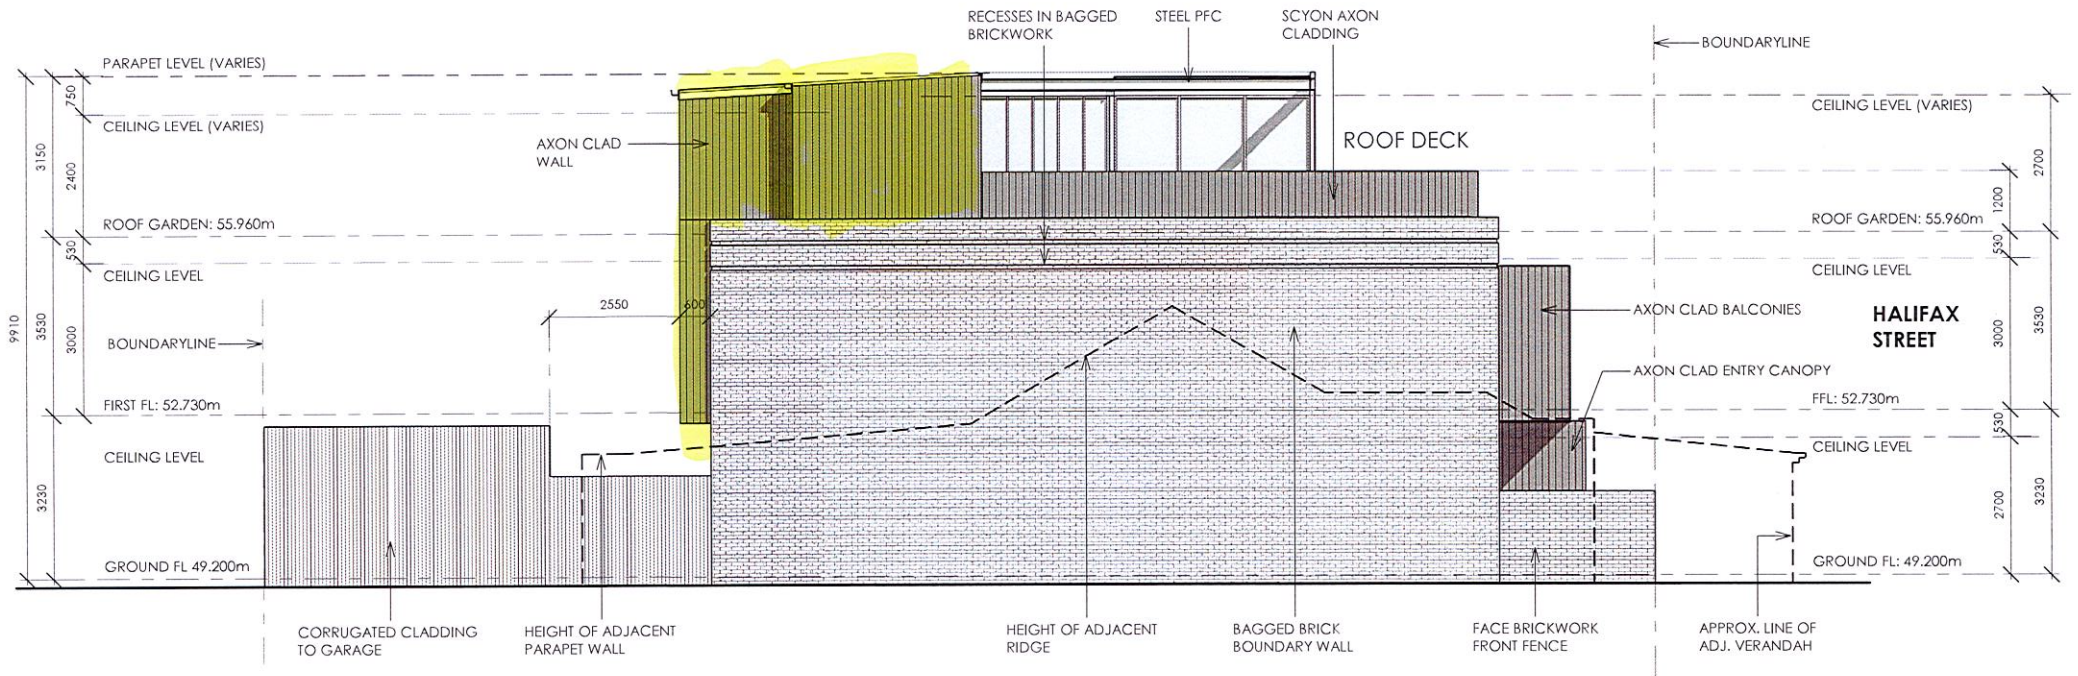 RECESSES IN BAGGED
BRICKWORK
STEEL PFC
SCYON AXON
CLADDING
BOUNDARYLINE
PARAPET LEVEL (VARIES)
750
CEILING LEVEL (VARIES)
CEILING LEVEL (VARIES)
AXON CLAD
WALL
ROOF DECK
3150
2400
2700
1200
ROOF GARDEN: 55.960m
ROOF GARDEN: 55.960m
530
530
CEILING LEVEL
CEILING LEVEL
2550
600
AXON CLAD BALCONIES
HALIFAX
STREET
9910
3530
3000
3000
3530
BOUNDARYLINE
AXON CLAD ENTRY CANOPY
FIRST FL: 52.730m
FFL: 52.730m
530
CEILING LEVEL
CEILING LEVEL
3230
2700
3230
GROUND FL 49.200m
GROUND FL: 49.200m
CORRUGATED CLADDING
TO GARAGE
HEIGHT OF ADJACENT
PARAPET WALL
HEIGHT OF ADJACENT
RIDGE
BAGGED BRICK
BOUNDARY WALL
FACE BRICKWORK
FRONT FENCE
APPROX. LINE OF
ADJ. VERANDAH